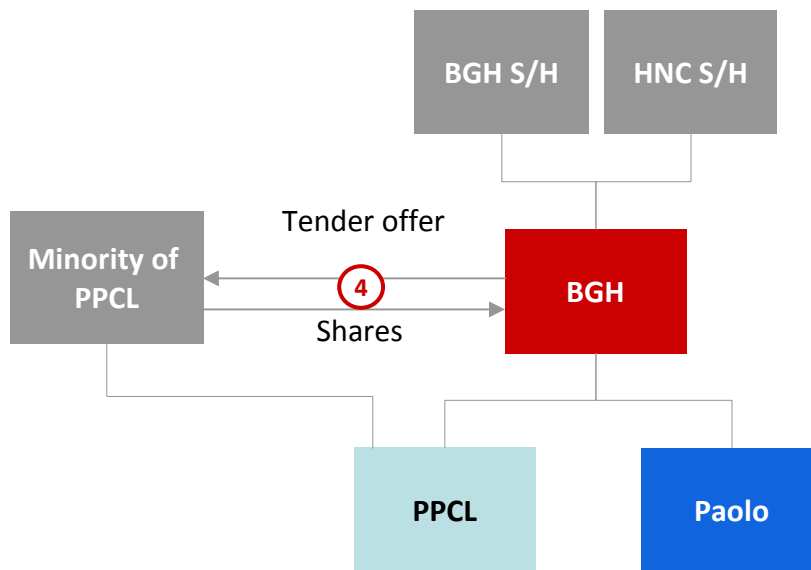 BGH S/H
HNC S/H
Tender offer
Minority of
PPCL
4
BGH
Shares
PPCL
Paolo